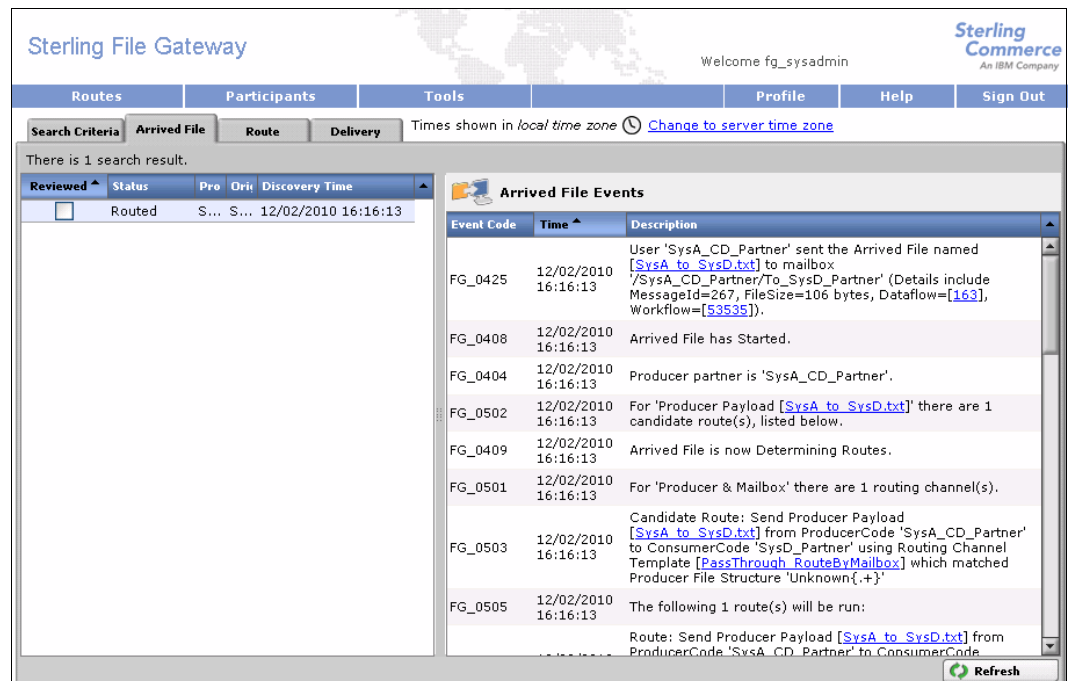 Sterling File Gateway
Welcome fg_sysadmin
Sterling
Commerce
An IBM Company
Routes Participants Tools Profile Help Sign Out
Search Criteria Arrived File Route Delivery Times shown in local time zone Change to server time zone
There is 1 search result.
Reviewed Status Pro Orig Discovery Time
Routed S... S... 12/02/2010 16:16:13
Arrived File Events
Event Code Time Description
FG_0425 12/02/2010 16:16:13
User 'SysA_CD_Partner' sent the Arrived File named
[SysA_to_SysD.txt] to mailbox
'/SysA_CD_Partner/To_SysD_Partner' (Details include
MessageId=267, FileSize=106 bytes, Dataflow=[163],
Workflow=[53535]).
FG_0408 12/02/2010 16:16:13 Arrived File has Started.
FG_0404 12/02/2010 16:16:13 Producer partner is 'SysA_CD_Partner'.
FG_0502 12/02/2010 16:16:13
For 'Producer Payload [SysA_to_SysD.txt]' there are 1
candidate route(s), listed below.
FG_0409 12/02/2010 16:16:13 Arrived File is now Determining Routes.
FG_0501 12/02/2010 16:16:13 For 'Producer & Mailbox' there are 1 routing channel(s).
FG_0503 12/02/2010 16:16:13
Candidate Route: Send Producer Payload
[SysA_to_SysD.txt] from ProducerCode 'SysA_CD_Partner'
to ConsumerCode 'SysD_Partner' using Routing Channel
Template [PassThrough_RouteByMailbox] which matched
Producer File Structure 'Unknown{.+}'
FG_0505 12/02/2010 16:16:13 The following 1 route(s) will be run:
Route: Send Producer Payload [SysA_to_SysD.txt] from
ProducerCode 'SysA_CD_Partner' to ConsumerCode
Refresh